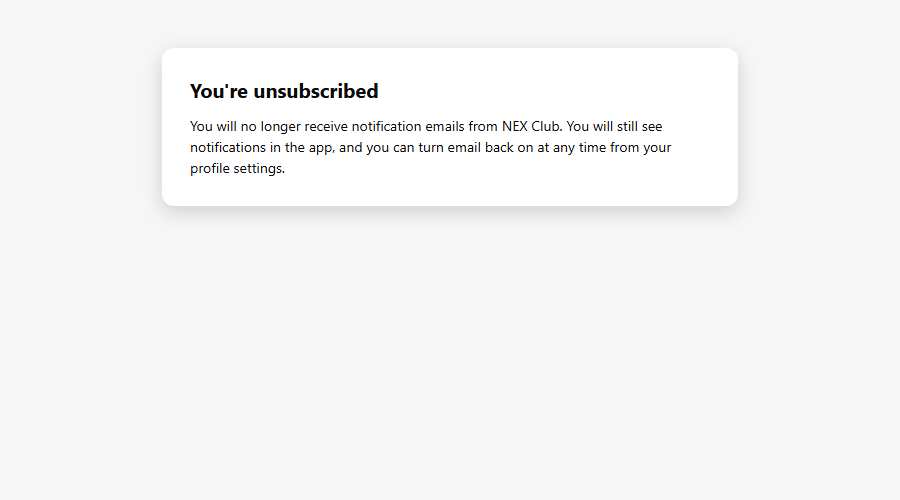 You're unsubscribed
You will no longer receive notification emails from NEX Club. You will still see
notifications in the app, and you can turn email back on at any time from your
profile settings.